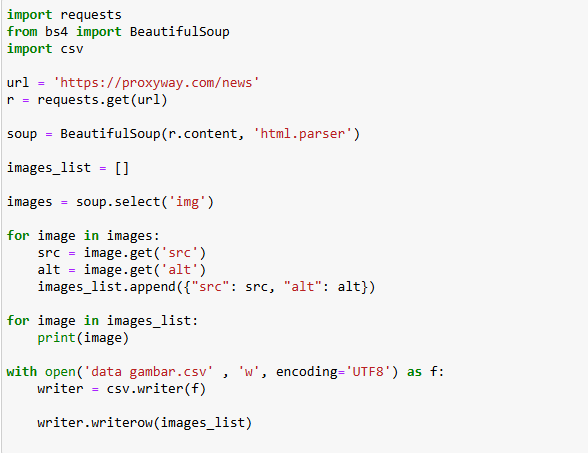 import requests
from bs4 import BeautifulSoup
import csv
url = 'https://proxyway.com/news'
r = requests.get(url)
soup = BeautifulSoup(r.content, 'html.parser')
images_list = []
images = soup.select('img')
for image in images:
    src = image.get('src')
    alt = image.get('alt')
    images_list.append({"src": src, "alt": alt})
for image in images_list:
    print(image)
with open('data gambar.csv' , 'w', encoding='UTF8') as f:
    writer = csv.writer(f)
    writer.writerow(images_list)